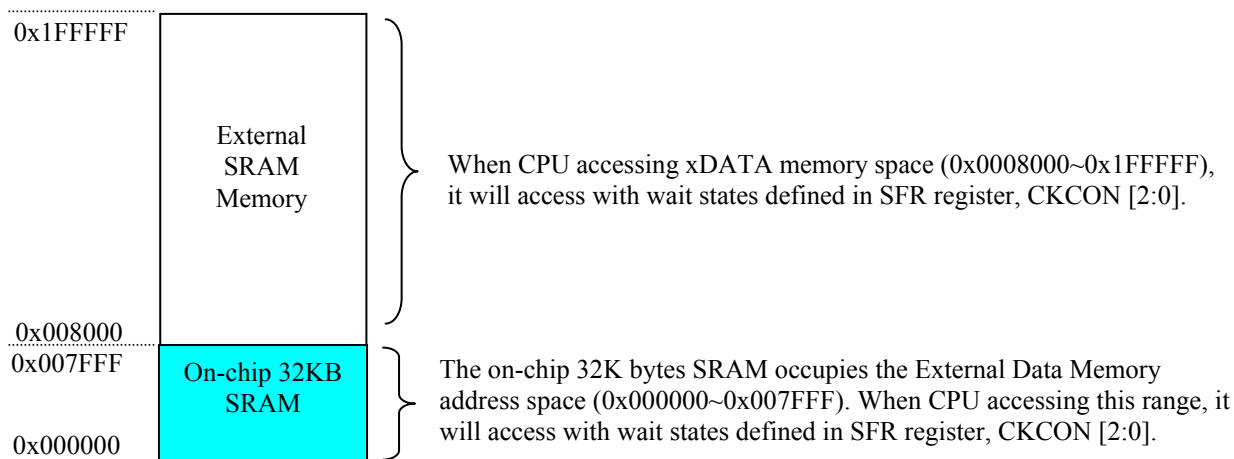 0x1FFFFF
External
SRAM
Memory
When CPU accessing xDATA memory space (0x0008000~0x1FFFFF),
it will access with wait states defined in SFR register, CKCON [2:0].
0x008000
0x007FFF
On-chip 32KB
SRAM
0x000000
The on-chip 32K bytes SRAM occupies the External Data Memory
address space (0x000000~0x007FFF). When CPU accessing this range, it
will access with wait states defined in SFR register, CKCON [2:0].